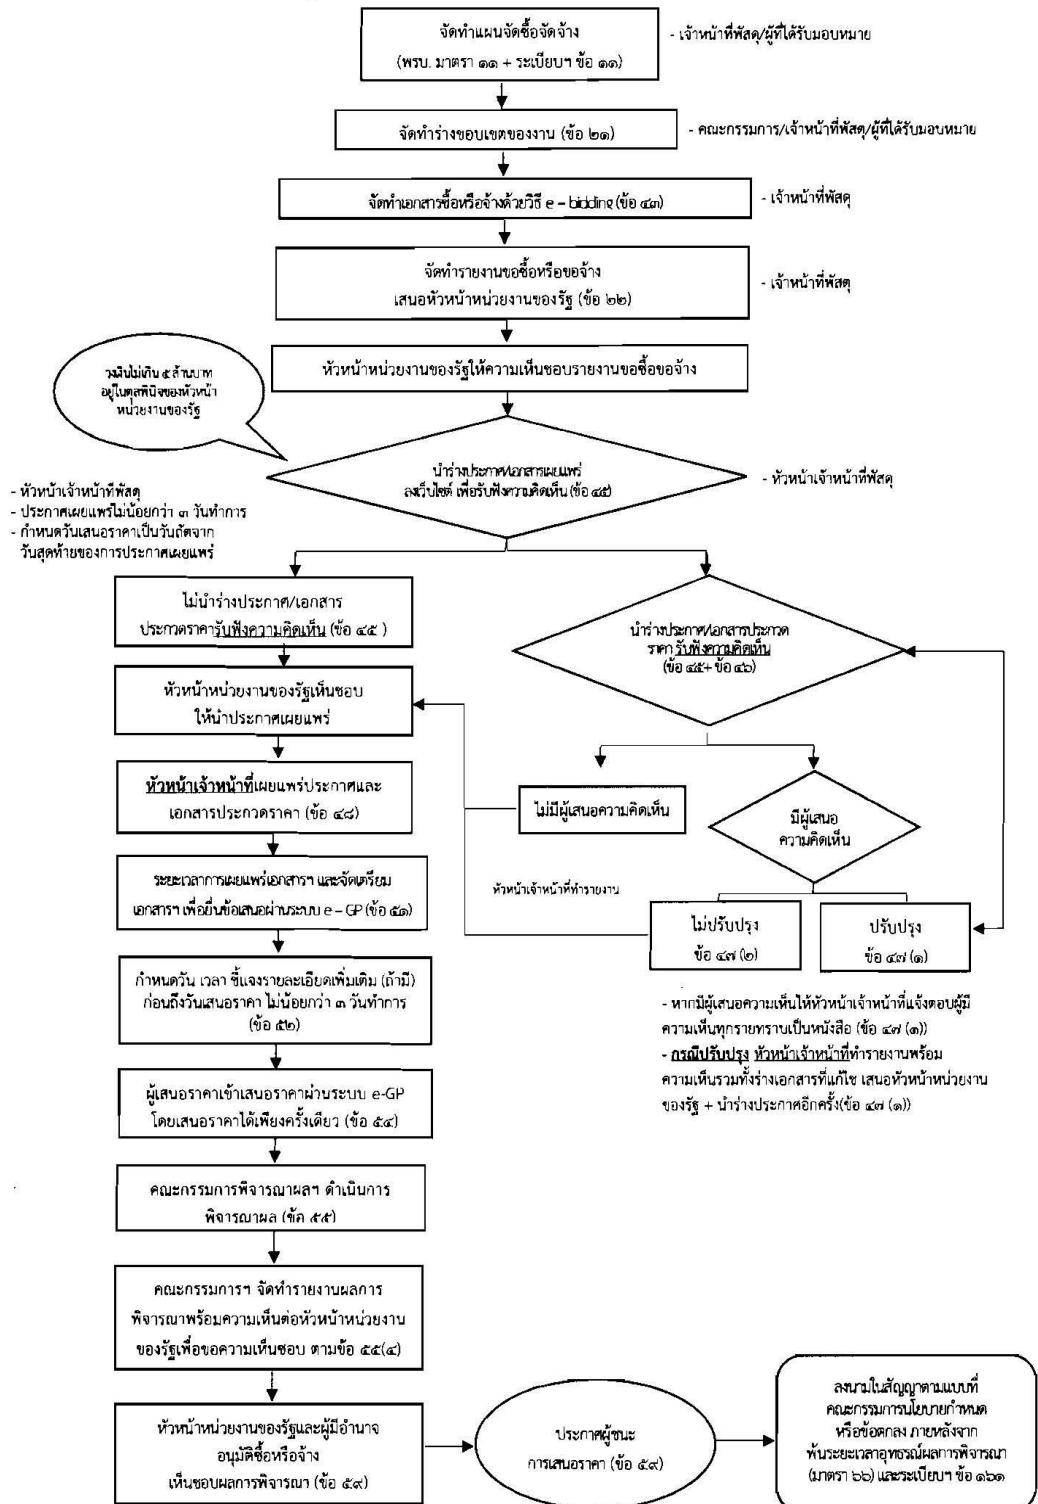 จัดทำแผนจัดซื้อจัดจ้าง
(พรบ. มาตรา ๑๑ + ระเบียบฯ ข้อ ๑๑)
- เจ้าหน้าที่พัสดุ/ผู้ที่ได้รับมอบหมาย
จัดทำร่างขอบเขตของงาน (ข้อ ๒๑)
- คณะกรรมการ/เจ้าหน้าที่พัสดุ/ผู้ที่ได้รับมอบหมาย
จัดทำเอกสารซื้อหรือจ้างด้วยวิธี e – bidding (ข้อ ๔๓)
- เจ้าหน้าที่พัสดุ
จัดทำรายงานขอซื้อหรือขอจ้าง
เสนอหัวหน้าหน่วยงานของรัฐ (ข้อ ๒๒)
- เจ้าหน้าที่พัสดุ
หัวหน้าหน่วยงานของรัฐให้ความเห็นชอบรายงานขอซื้อขอจ้าง
วงเงินไม่เกิน ๕ ล้านบาท
อยู่ในดุลพินิจของหัวหน้า
หน่วยงานของรัฐ
นำร่างประกาศ/เอกสารเผยแพร่
ลงเว็บไซต์ เพื่อรับฟังความคิดเห็น (ข้อ ๔๕)
- หัวหน้าเจ้าหน้าที่พัสดุ
- หัวหน้าเจ้าหน้าที่พัสดุ
- ประกาศเผยแพร่ไม่น้อยกว่า ๓ วันทำการ
- กำหนดวันเสนอราคาเป็นวันถัดจาก
วันสุดท้ายของการประกาศเผยแพร่
ไม่นำร่างประกาศ/เอกสาร
ประกวดราคารับฟังความคิดเห็น (ข้อ ๔๕ )
นำร่างประกาศ/เอกสารประกวด
ราคา รับฟังความคิดเห็น
(ข้อ ๔๕+ ข้อ ๔๖)
หัวหน้าหน่วยงานของรัฐเห็นชอบ
ให้นำประกาศเผยแพร่
หัวหน้าเจ้าหน้าที่เผยแพร่ประกาศและ
เอกสารประกวดราคา (ข้อ ๔๘)
ไม่มีผู้เสนอความคิดเห็น
มีผู้เสนอ
ความคิดเห็น
ระยะเวลาการเผยแพร่เอกสารฯ และจัดเตรียม
เอกสารฯ เพื่อยื่นข้อเสนอผ่านระบบ e – GP (ข้อ ๕๑)
หัวหน้าเจ้าหน้าที่ทำรายงาน
ไม่ปรับปรุง
ข้อ ๔๗ (๒)
ปรับปรุง
ข้อ ๔๗ (๑)
กำหนดวัน เวลา ชี้แจงรายละเอียดเพิ่มเติม (ถ้ามี)
ก่อนถึงวันเสนอราคา ไม่น้อยกว่า ๓ วันทำการ
(ข้อ ๕๒)
- หากมีผู้เสนอความเห็นให้หัวหน้าเจ้าหน้าที่แจ้งตอบผู้มี
ความเห็นทุกรายทราบเป็นหนังสือ (ข้อ ๔๗ (๑))
- กรณีปรับปรุง หัวหน้าเจ้าหน้าที่ทำรายงานพร้อม
ความเห็นรวมทั้งร่างเอกสารที่แก้ไข เสนอหัวหน้าหน่วยงาน
ของรัฐ + นำร่างประกาศอีกครั้ง(ข้อ ๔๗ (๑))
ผู้เสนอราคาเข้าเสนอราคาผ่านระบบ e-GP
โดยเสนอราคาได้เพียงครั้งเดียว (ข้อ ๕๔)
คณะกรรมการพิจารณาผลฯ ดำเนินการ
พิจารณาผล (ข้อ ๕๕)
คณะกรรมการฯ จัดทำรายงานผลการ
พิจารณาพร้อมความเห็นต่อหัวหน้าหน่วยงาน
ของรัฐเพื่อขอความเห็นชอบ ตามข้อ ๕๕(๔)
หัวหน้าหน่วยงานของรัฐและผู้มีอำนาจ
อนุมัติซื้อหรือจ้าง
เห็นชอบผลการพิจารณา (ข้อ ๕๙)
ประกาศผู้ชนะ
การเสนอราคา (ข้อ ๕๙)
ลงนามในสัญญาตามแบบที่
คณะกรรมการนโยบายกำหนด
หรือข้อตกลง ภายหลังจาก
พ้นระยะเวลาอุทธรณ์ผลการพิจารณา
(มาตรา ๖๖) และระเบียบฯ ข้อ ๑๖๑